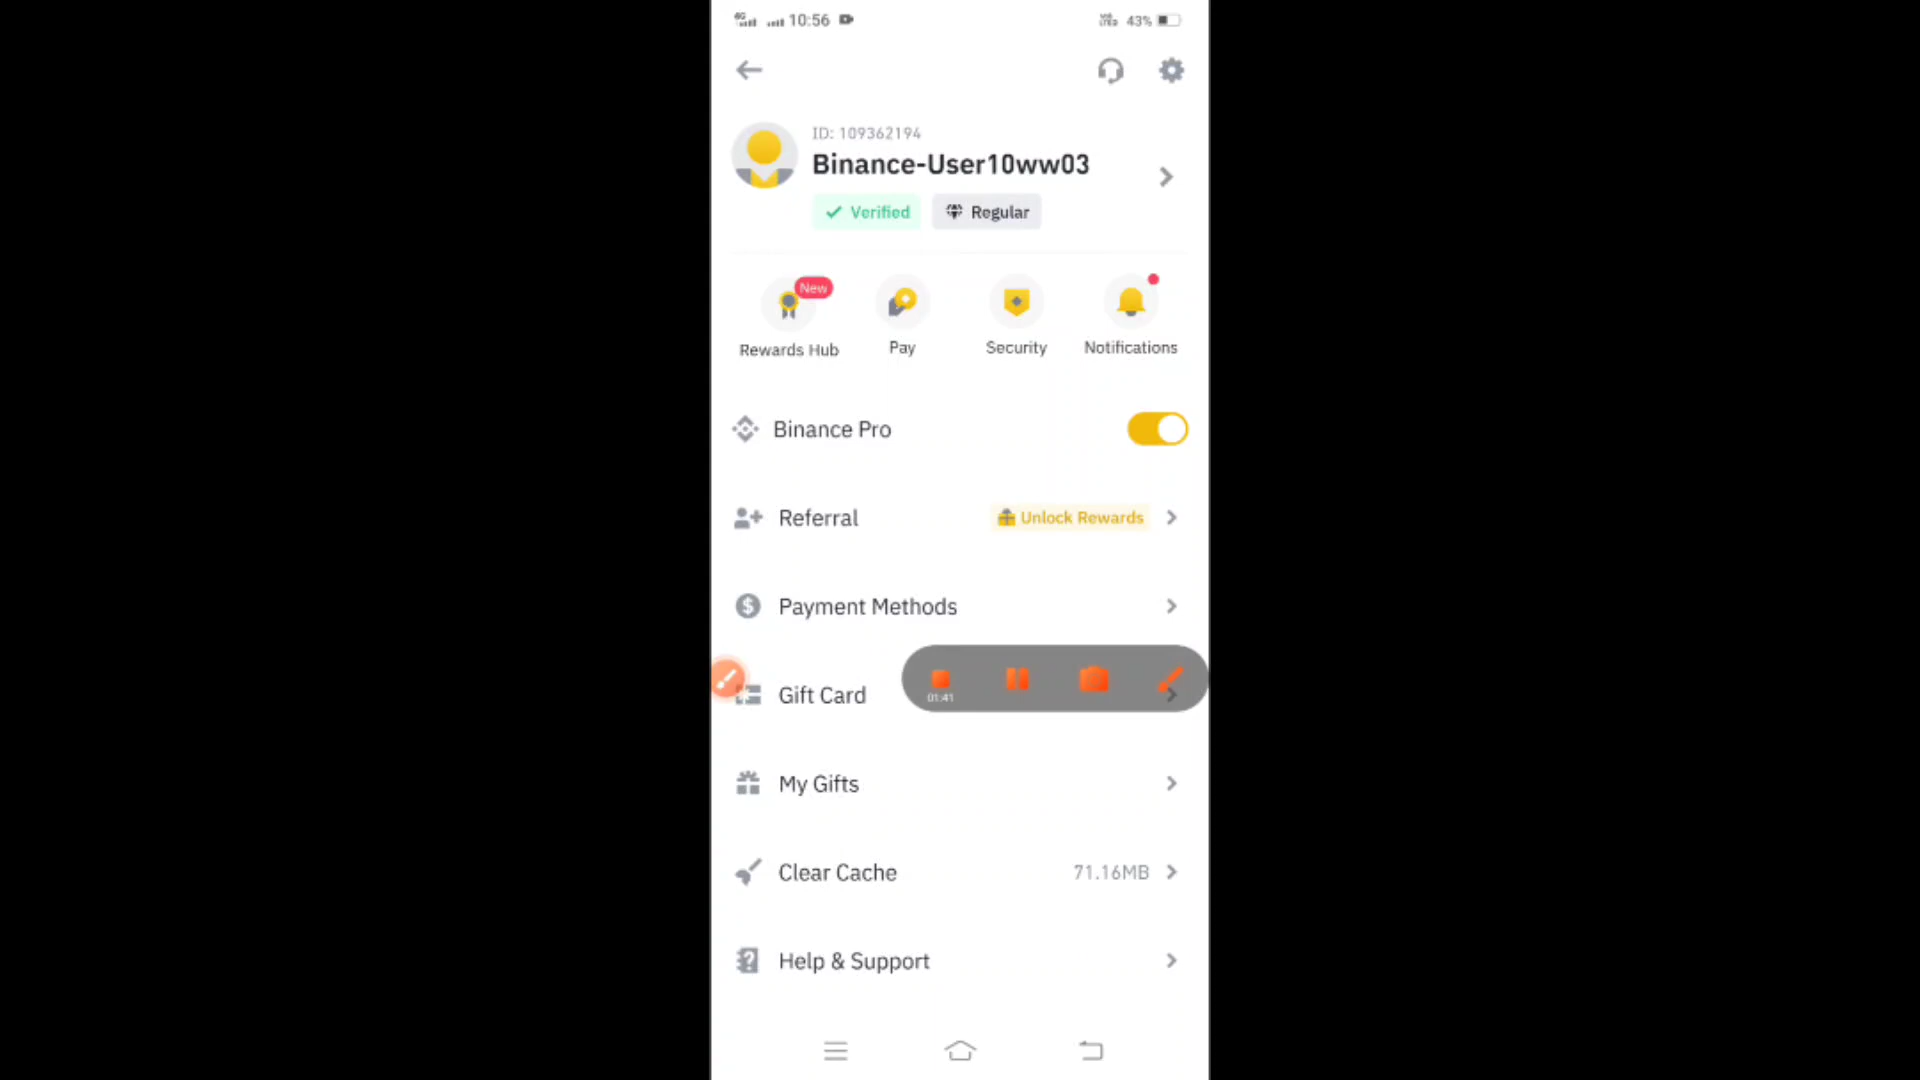 4G 10:56 43%
ID: 109362194
Binance-User10ww03
Verified Regular
New
Rewards Hub Pay Security Notifications
Binance Pro
Referral Unlock Rewards
Payment Methods
Gift Card 01:41
My Gifts
Clear Cache 71.16MB
Help & Support